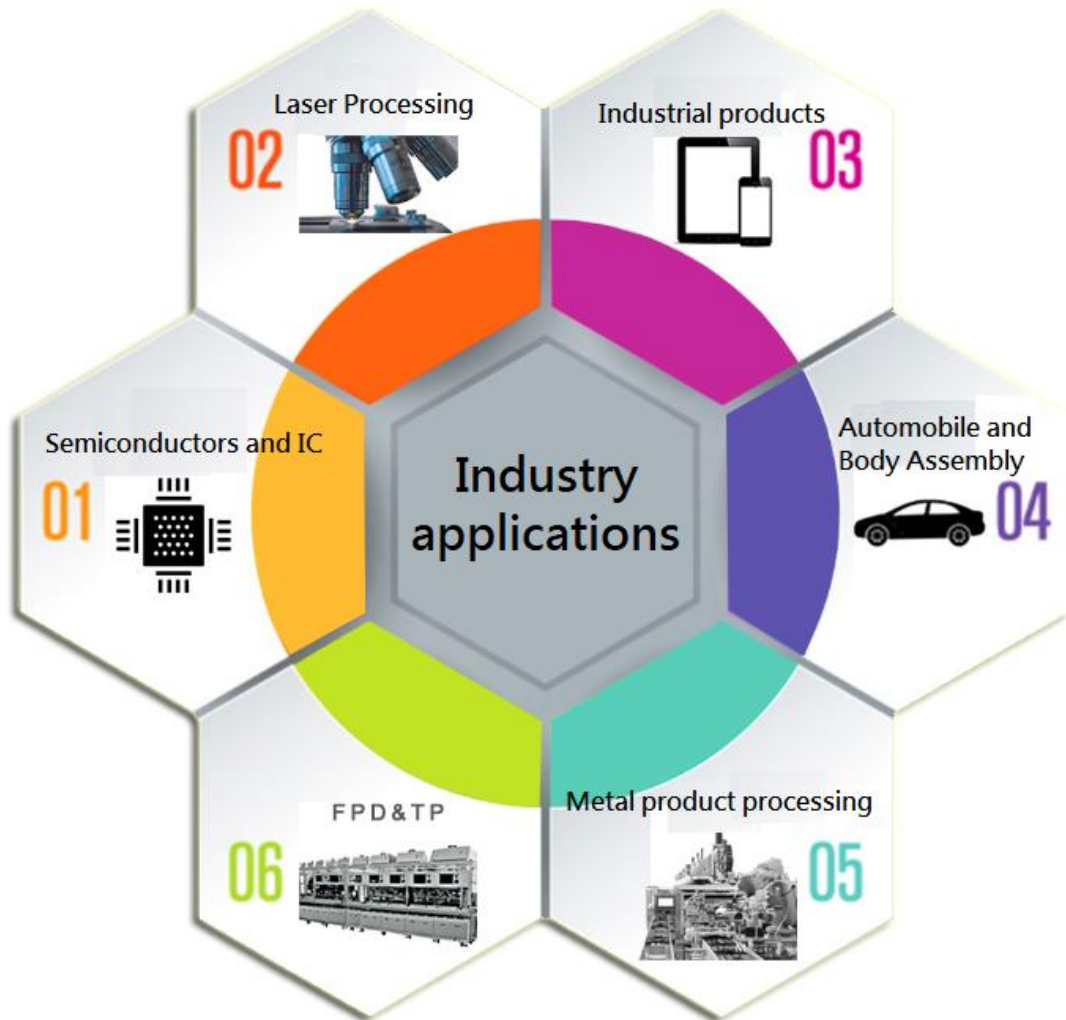 Industry
applications
Semiconductors and IC
01
Laser Processing
02
Industrial products
03
Automobile and
Body Assembly
04
Metal product processing
05
FPD&TP
06